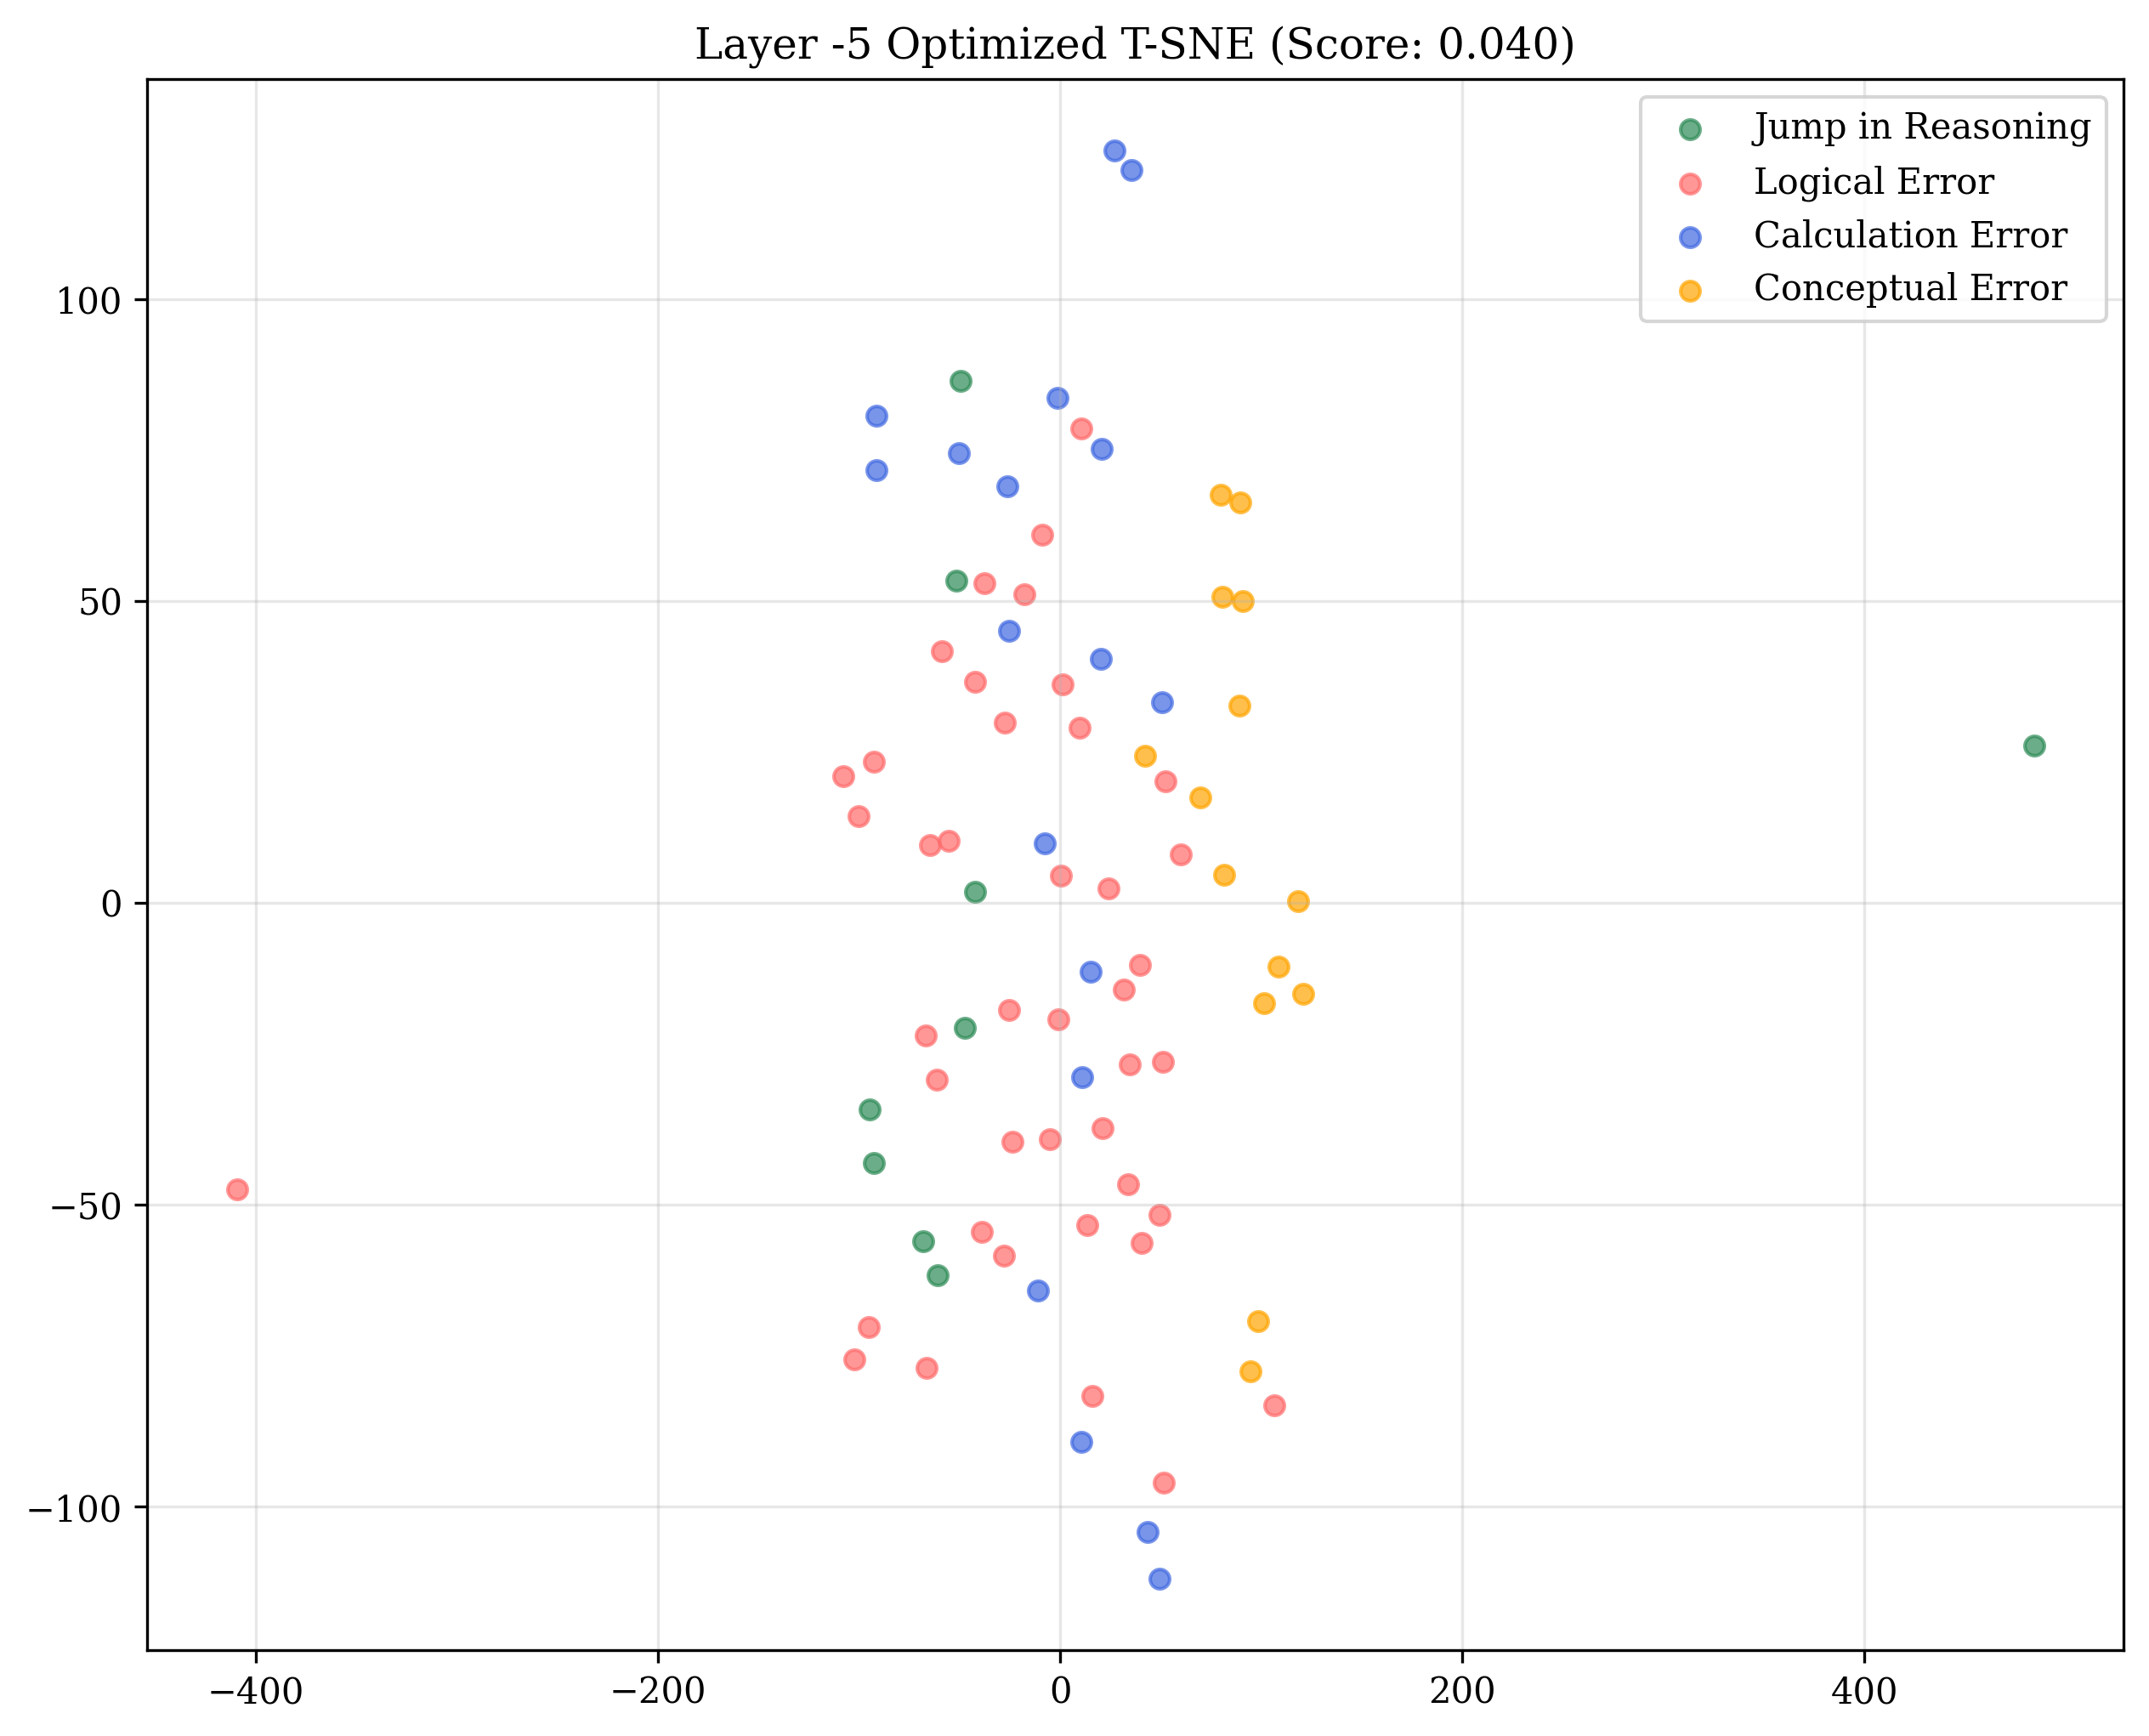 Layer -5 Optimized T-SNE (Score: 0.040)
Jump in Reasoning
Logical Error
Calculation Error
Conceptual Error
100
50
0
−50
−100
−400
−200
0
200
400